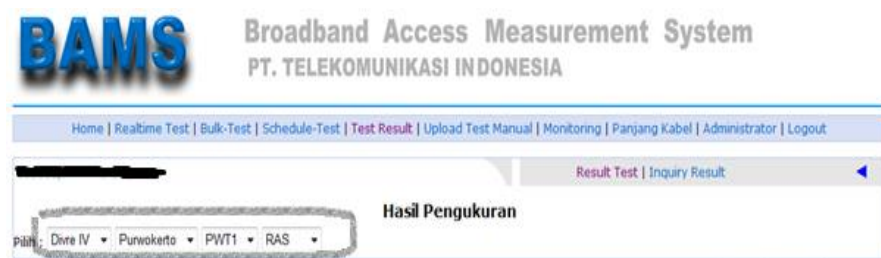 BAMS
Broadband Access Measurement System
PT. TELEKOMUNIKASI INDONESIA
Home | Realtime Test | Bulk-Test | Schedule-Test | Test Result | Upload Test Manual | Monitoring | Panjang Kabel | Administrator | Logout
Result Test | Inquiry Result
Hasil Pengukuran
Pilih : Divre IV Purwokerto PWT1 RAS